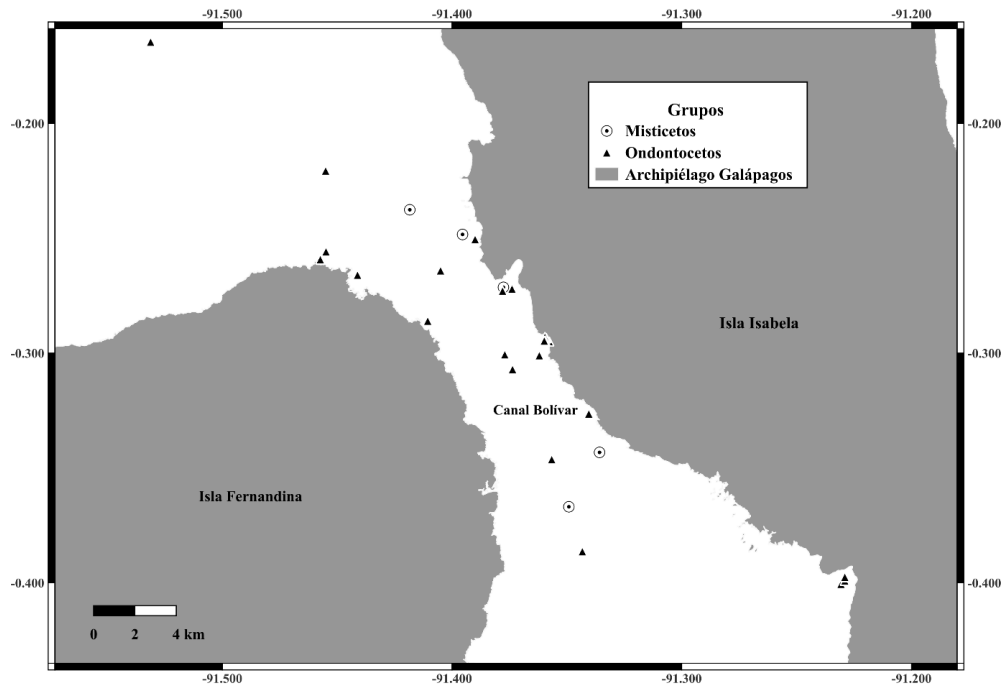 -91.500 -91.400 -91.300 -91.200
-0.200 -0.200
Grupos
Misticetos
Ondontocetos
Archipiélago Galápagos
Isla Isabela
-0.300 -0.300
Canal Bolívar
Isla Fernandina
-0.400 -0.400
0 2 4 km
-91.500 -91.400 -91.300 -91.200